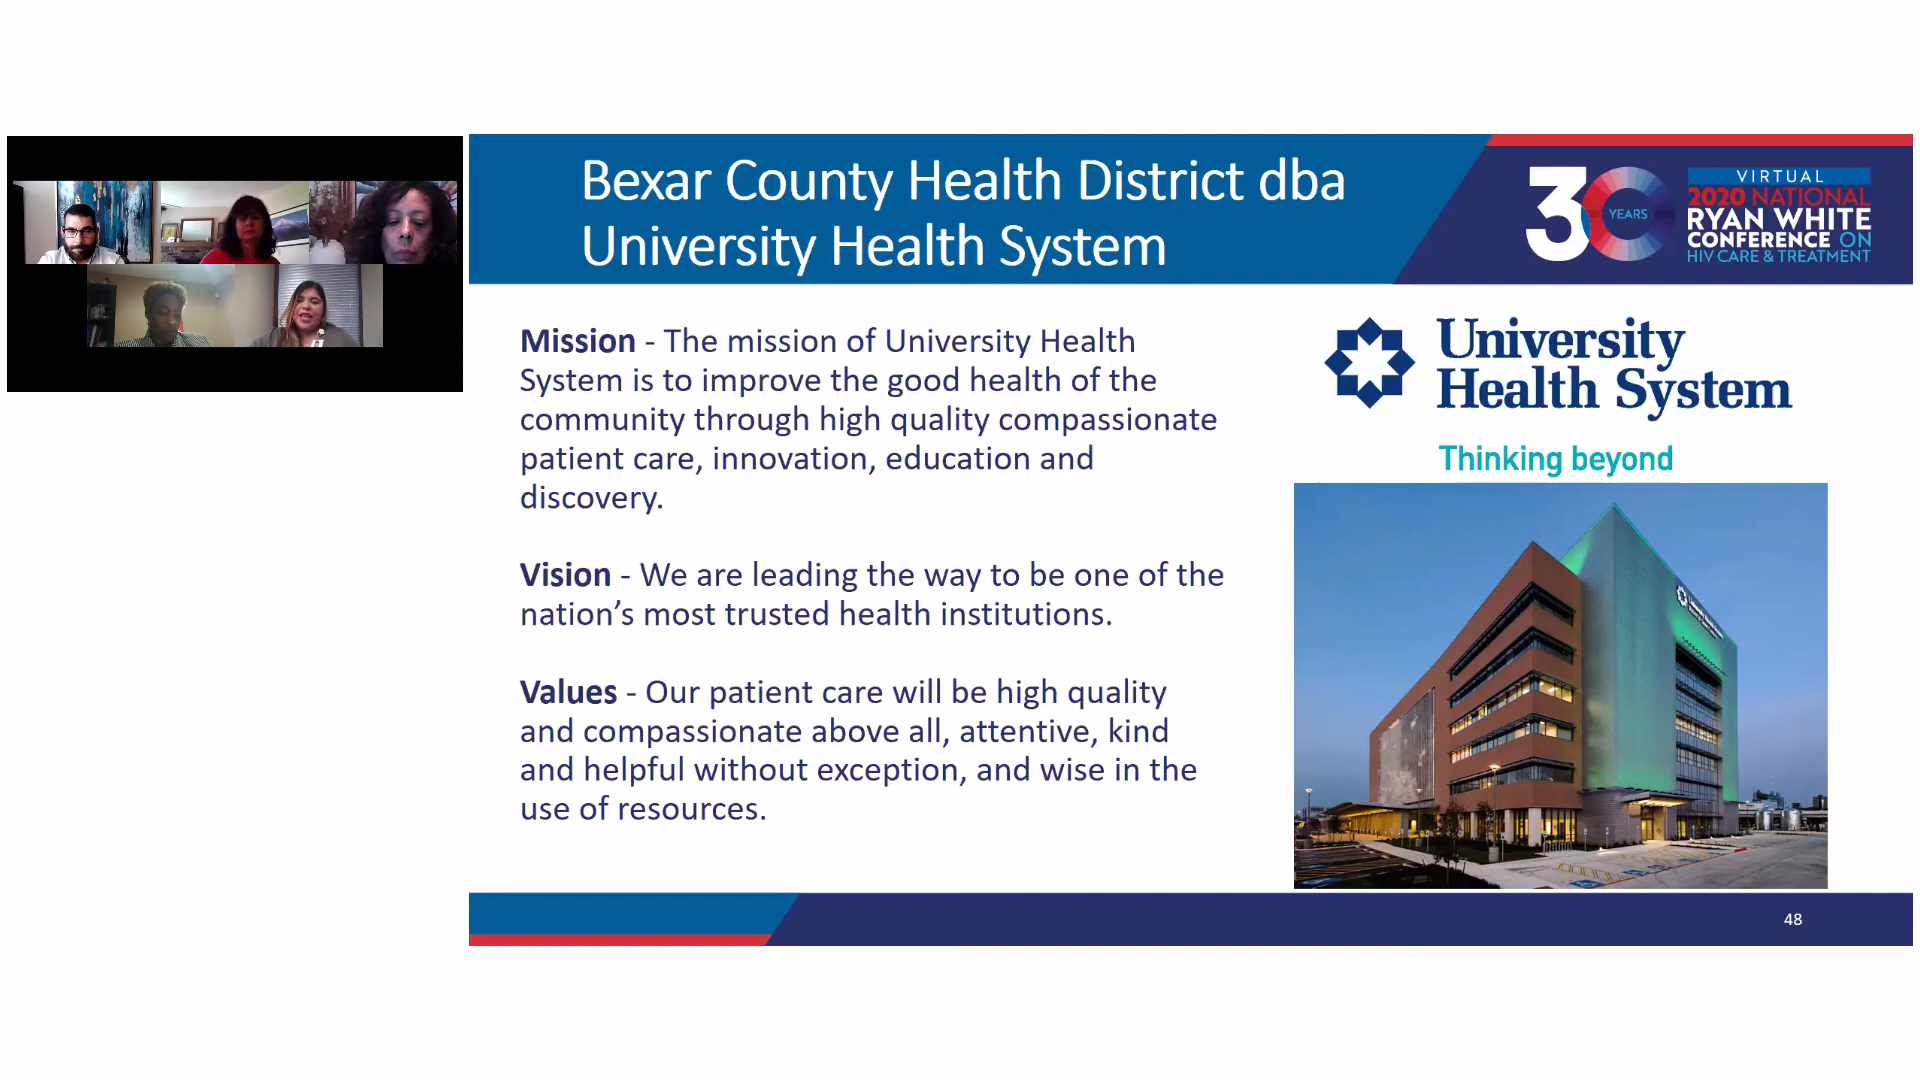 Bexar County Health District dba
University Health System
30
YEARS
VIRTUAL
2020 NATIONAL
RYAN WHITE
CONFERENCE ON
HIV CARE & TREATMENT
Mission - The mission of University Health
System is to improve the good health of the
community through high quality compassionate
patient care, innovation, education and
discovery.
Vision - We are leading the way to be one of the
nation’s most trusted health institutions.
Values - Our patient care will be high quality
and compassionate above all, attentive, kind
and helpful without exception, and wise in the
use of resources.
University
Health System
Thinking beyond
48